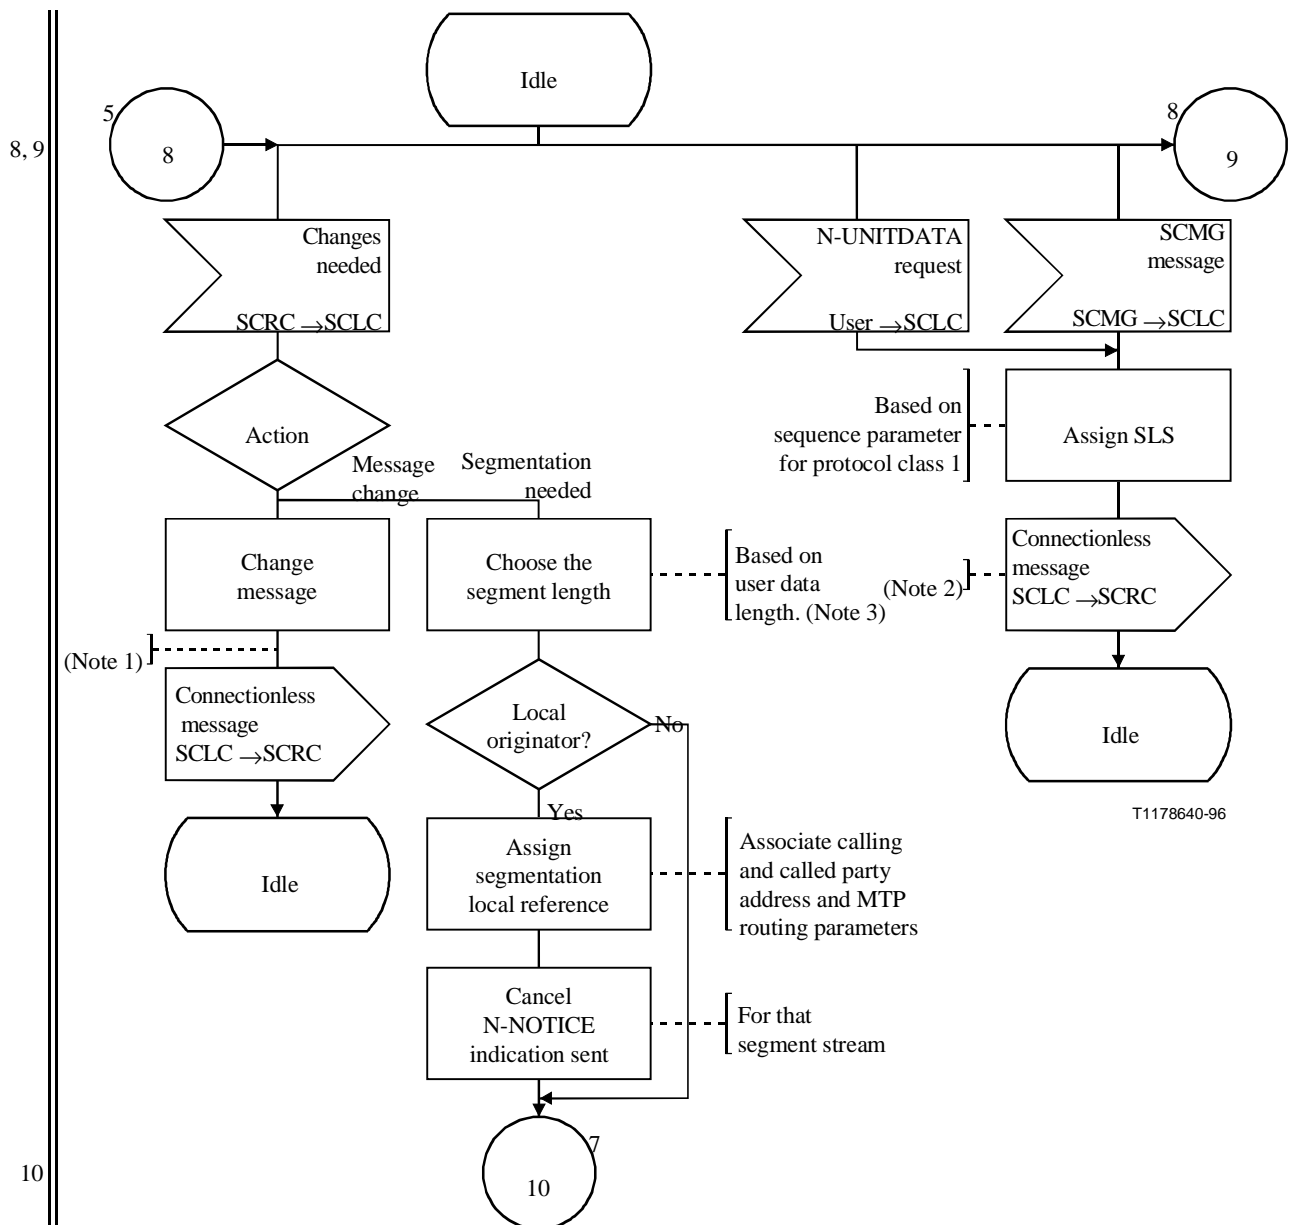 Idle
5
8
8, 9
8
9
Changes
needed
SCRC →SCLC
N-UNITDATA
request
User →SCLC
SCMG
message
SCMG →SCLC
Action
Message
change
Segmentation
needed
Based on
sequence parameter
for protocol class 1
Assign SLS
Change
message
Choose the
segment length
Based on
user data
length. (Note 3)
(Note 2)
Connectionless
message
SCLC →SCRC
(Note 1)
Connectionless
message
SCLC →SCRC
Local
originator?
No
Yes
Idle
T1178640-96
Idle
Assign
segmentation
local reference
Associate calling
and called party
address and MTP
routing parameters
Cancel
N-NOTICE
indication sent
For that
segment stream
7
10
10